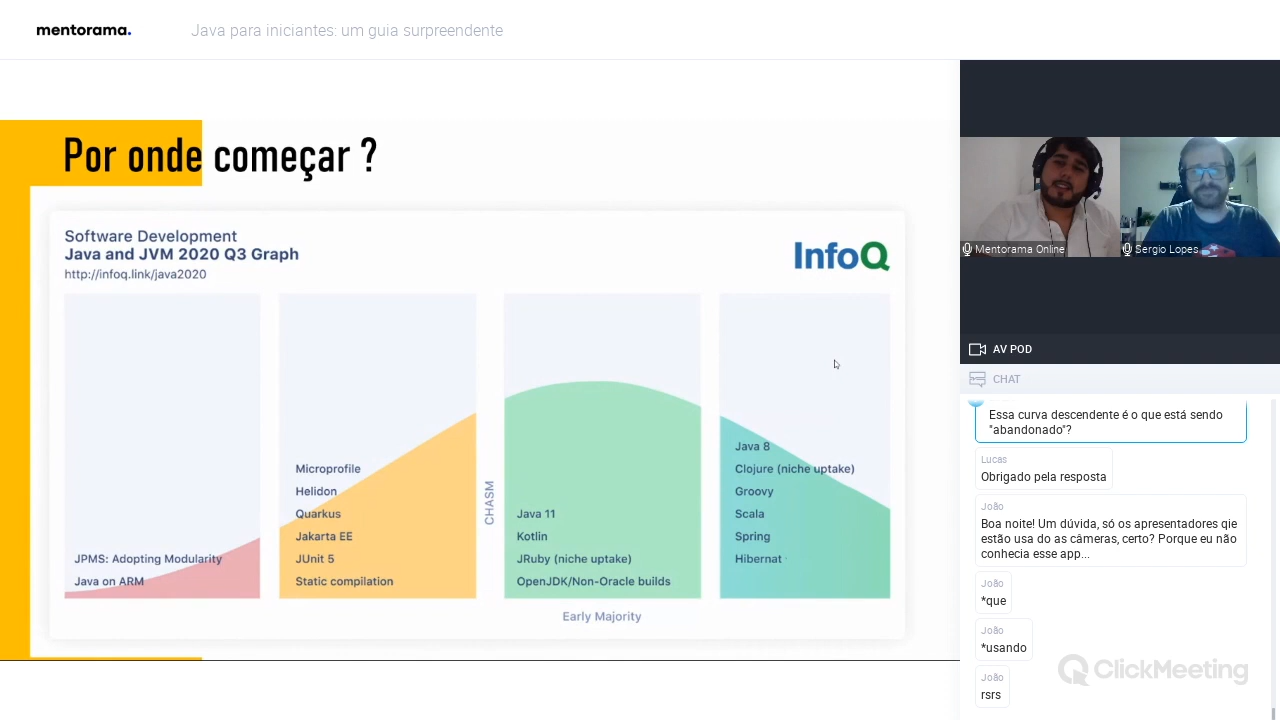 mentorama.
Java para iniciantes: um guia surpreendente
Por onde começar ?
Software Development
Java and JVM 2020 Q3 Graph
http://infoq.link/java2020
InfoQ
JPMS: Adopting Modularity
Java on ARM
Microprofile
Helidon
Quarkus
Jakarta EE
JUnit 5
Static compilation
CHASM
Java 11
Kotlin
JRuby (niche uptake)
OpenJDK/Non-Oracle builds
Early Majority
Java 8
Clojure (niche uptake)
Groovy
Scala
Spring
Hibernat
Mentorama Online
Sergio Lopes
AV POD
CHAT
Essa curva descendente é o que está sendo
"abandonado"?
Lucas
Obrigado pela resposta
João
Boa noite! Um dúvida, só os apresentadores qie
estão usa do as câmeras, certo? Porque eu não
conhecia esse app...
João
*que
João
*usando
João
rsrs
ClickMeeting